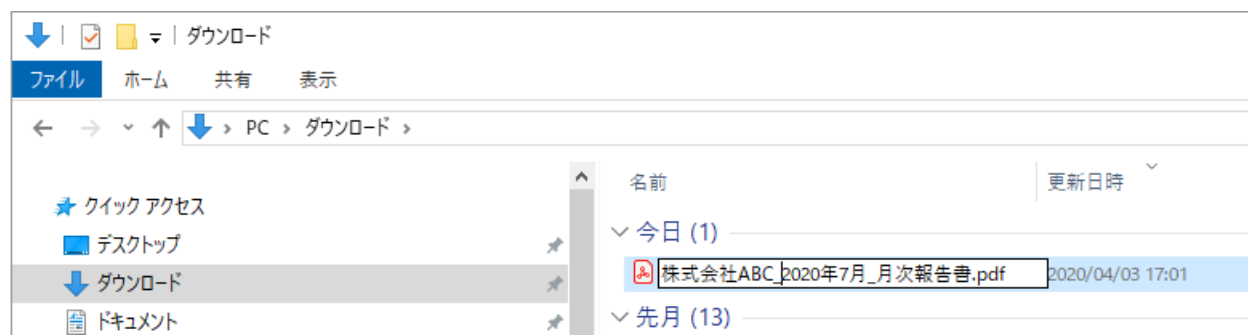 ダウンロード
ファイル ホーム 共有 表示
PC > ダウンロード >
名前 更新日時
クイック アクセス
今日 (1)
デスクトップ
株式会社ABC_2020年7月_月次報告書.pdf 2020/04/03 17:01
ダウンロード
先月 (13)
ドキュメント